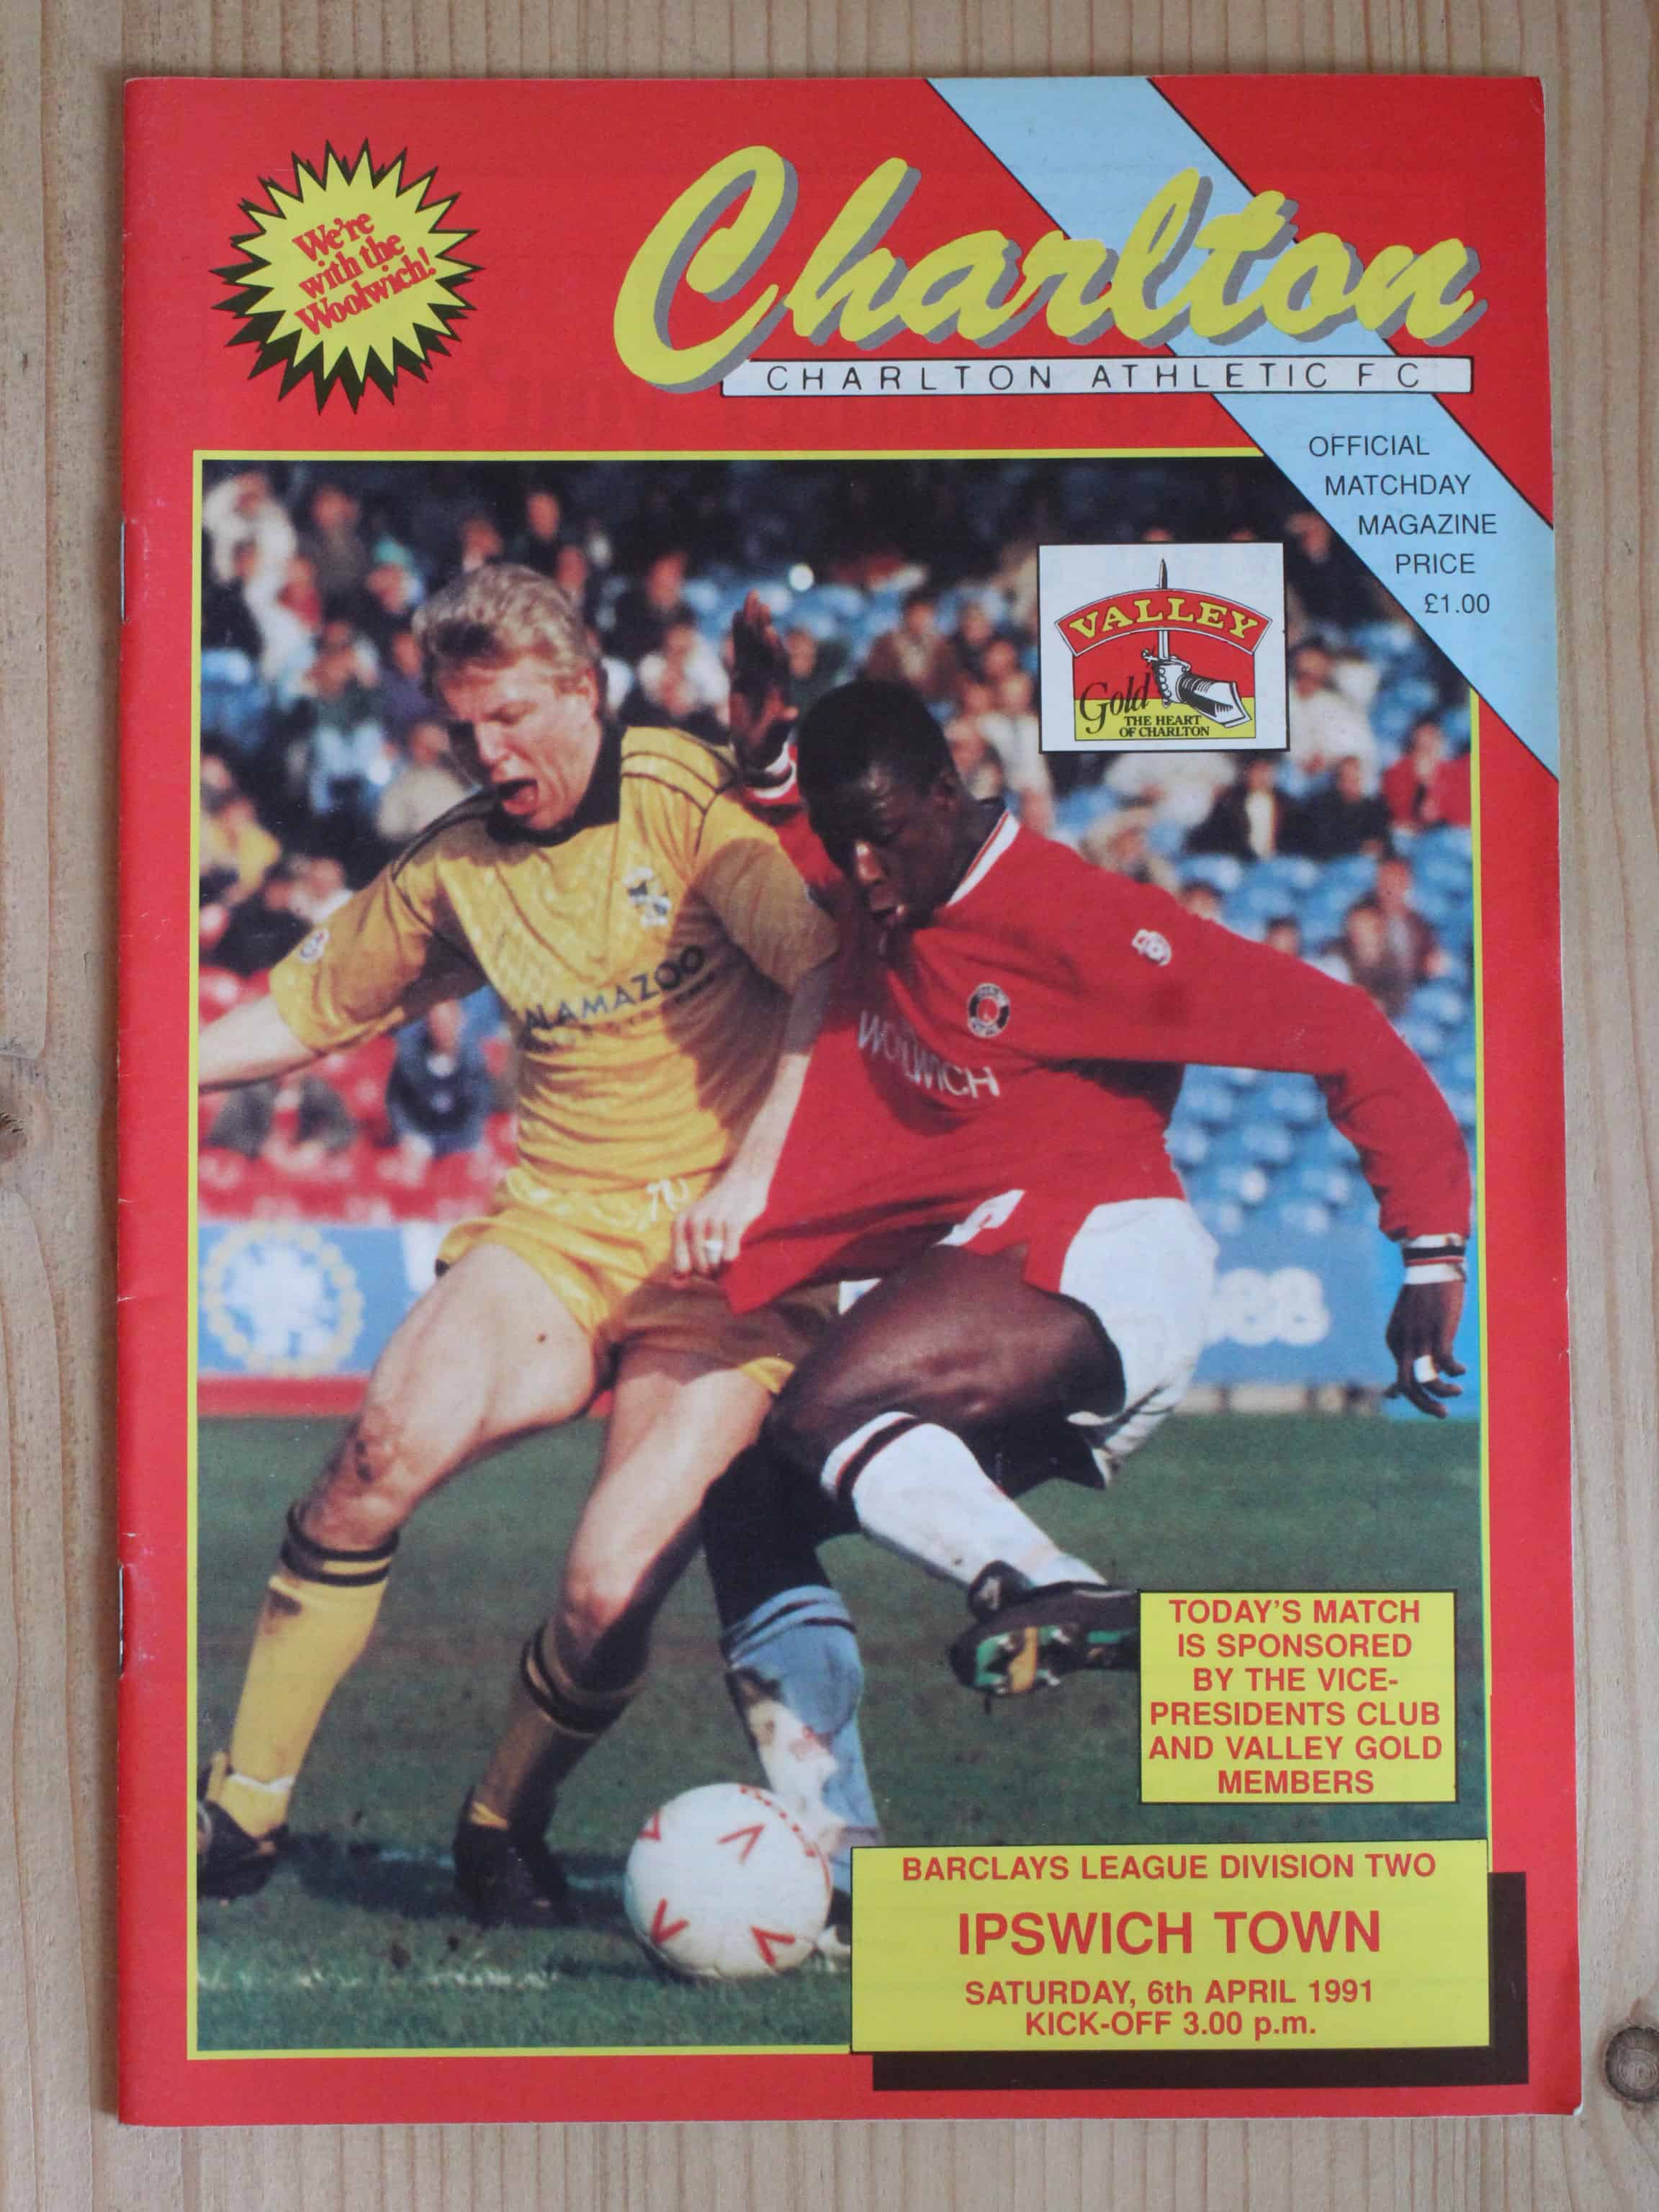 We're
with the
Woolwich!
Charlton
CHARLTON ATHLETIC FC
OFFICIAL
MATCHDAY
MAGAZINE
PRICE
£1.00
VALLEY
Gold
THE HEART
OF CHARLTON
ALAMAZOO
WOOLWICH
TODAY'S MATCH
IS SPONSORED
BY THE VICE-
PRESIDENTS CLUB
AND VALLEY GOLD
MEMBERS
BARCLAYS LEAGUE DIVISION TWO
IPSWICH TOWN
SATURDAY, 6th APRIL 1991
KICK-OFF 3.00 p.m.